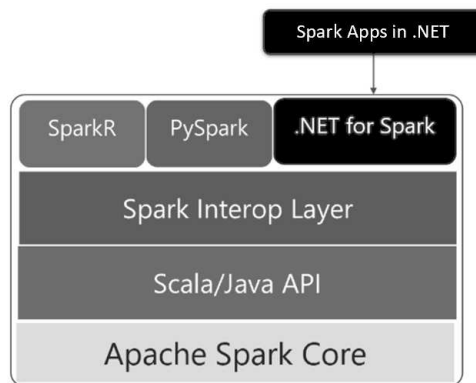 Spark Apps in .NET
SparkR
PySpark
.NET for Spark
Spark Interop Layer
Scala/Java API
Apache Spark Core